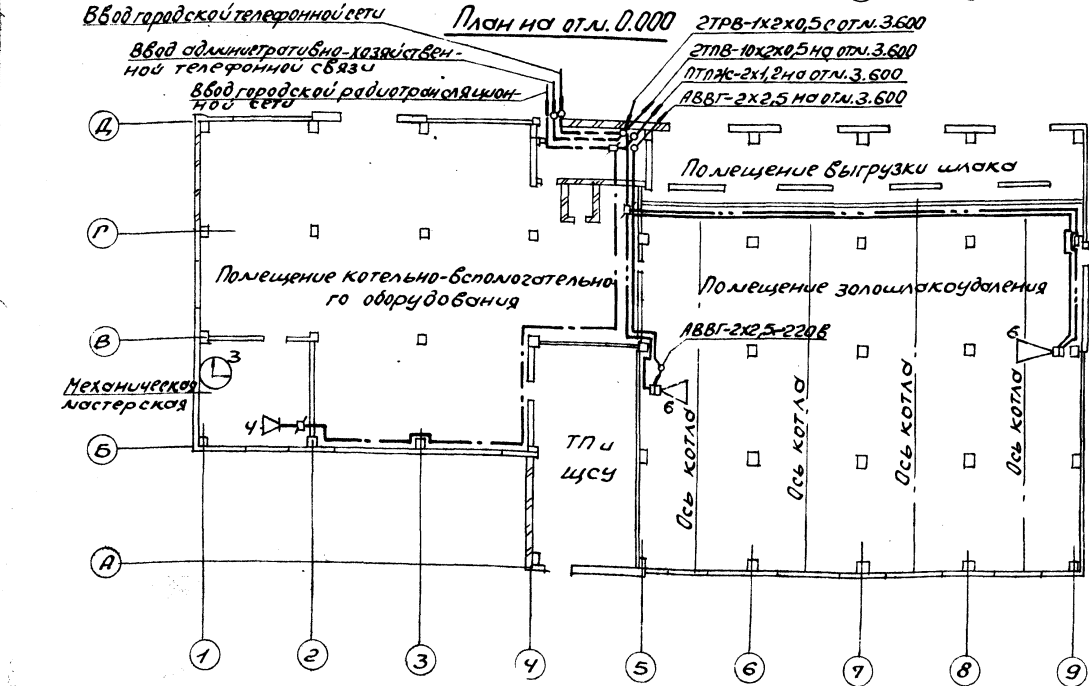 Ввод городской телефонной сети
План на отм. 0.000
Ввод административно-хозяйствен-
ной телефонной связи
Ввод городской радиотрансляцион-
ной сети
2ТРВ-1х2х0,5 с отм. 3.600
2ТПВ-10х2х0,5 на отм. 3.600
ПТПЖ-2х1,2 на отм. 3.600
АВВГ-2х2,5 на отм. 3.600
Д
Помещение выгрузки шлака
Г
Помещение котельно-вспомогательно-
го оборудования
Помещение золошлакоудаления
В
АВВГ-2х2,5-220В
6
3
Механическая
мастерская
6
4
Б
ТП и
ЩСУ
Ось котла
Ось котла
Ось котла
Ось котла
А
1
2
3
4
5
6
7
8
9